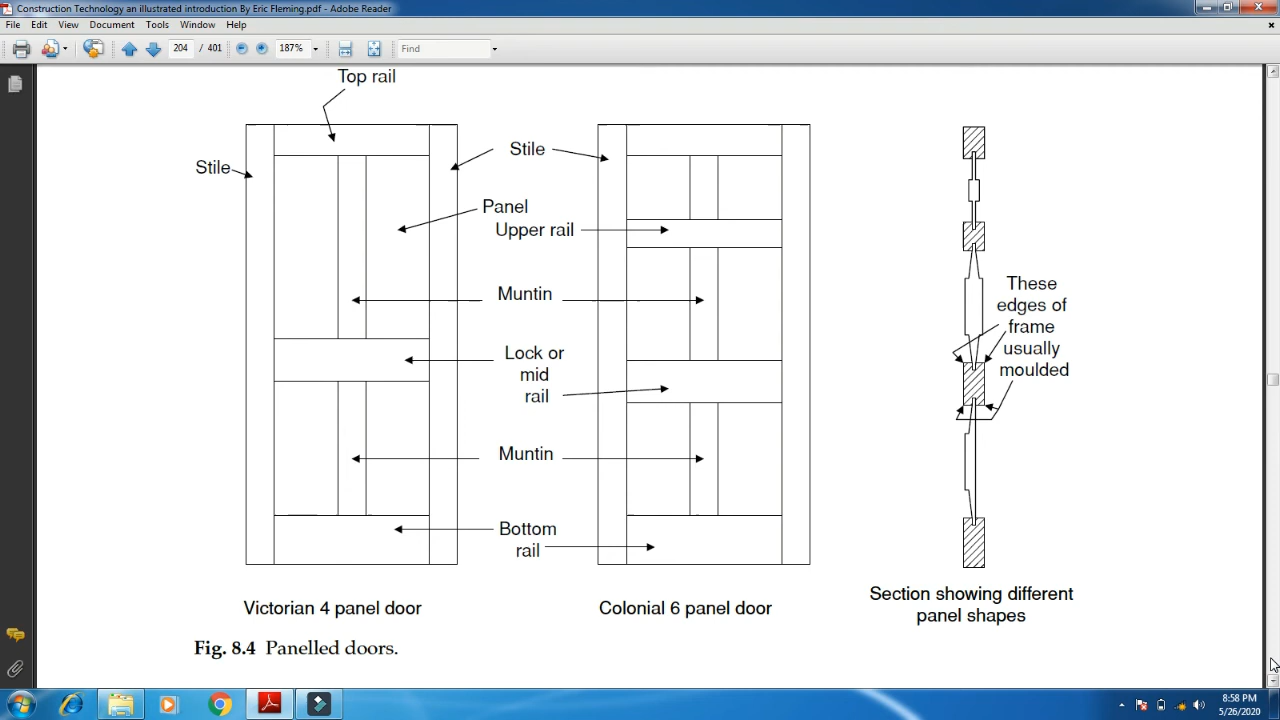 Construction Technology an illustrated introduction By Eric Fleming.pdf - Adobe Reader
File Edit View Document Tools Window Help
204 / 401 187% Find
Top rail
Stile
Stile
Panel
Upper rail
Muntin
Lock or
mid
rail
Muntin
Bottom
rail
These
edges of
frame
usually
moulded
Victorian 4 panel door
Colonial 6 panel door
Section showing different
panel shapes
Fig. 8.4 Panelled doors.
8:58 PM
5/26/2020